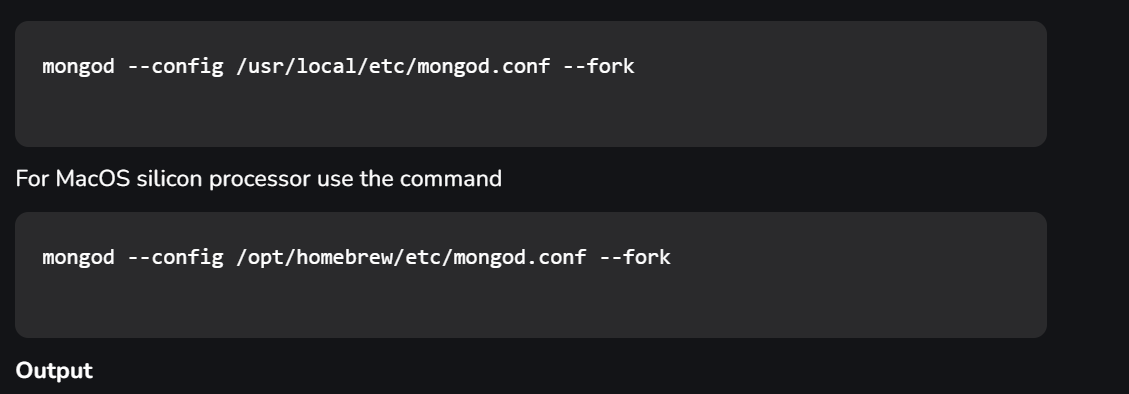 mongod --config /usr/local/etc/mongod.conf --fork
For MacOS silicon processor use the command
mongod --config /opt/homebrew/etc/mongod.conf --fork
Output